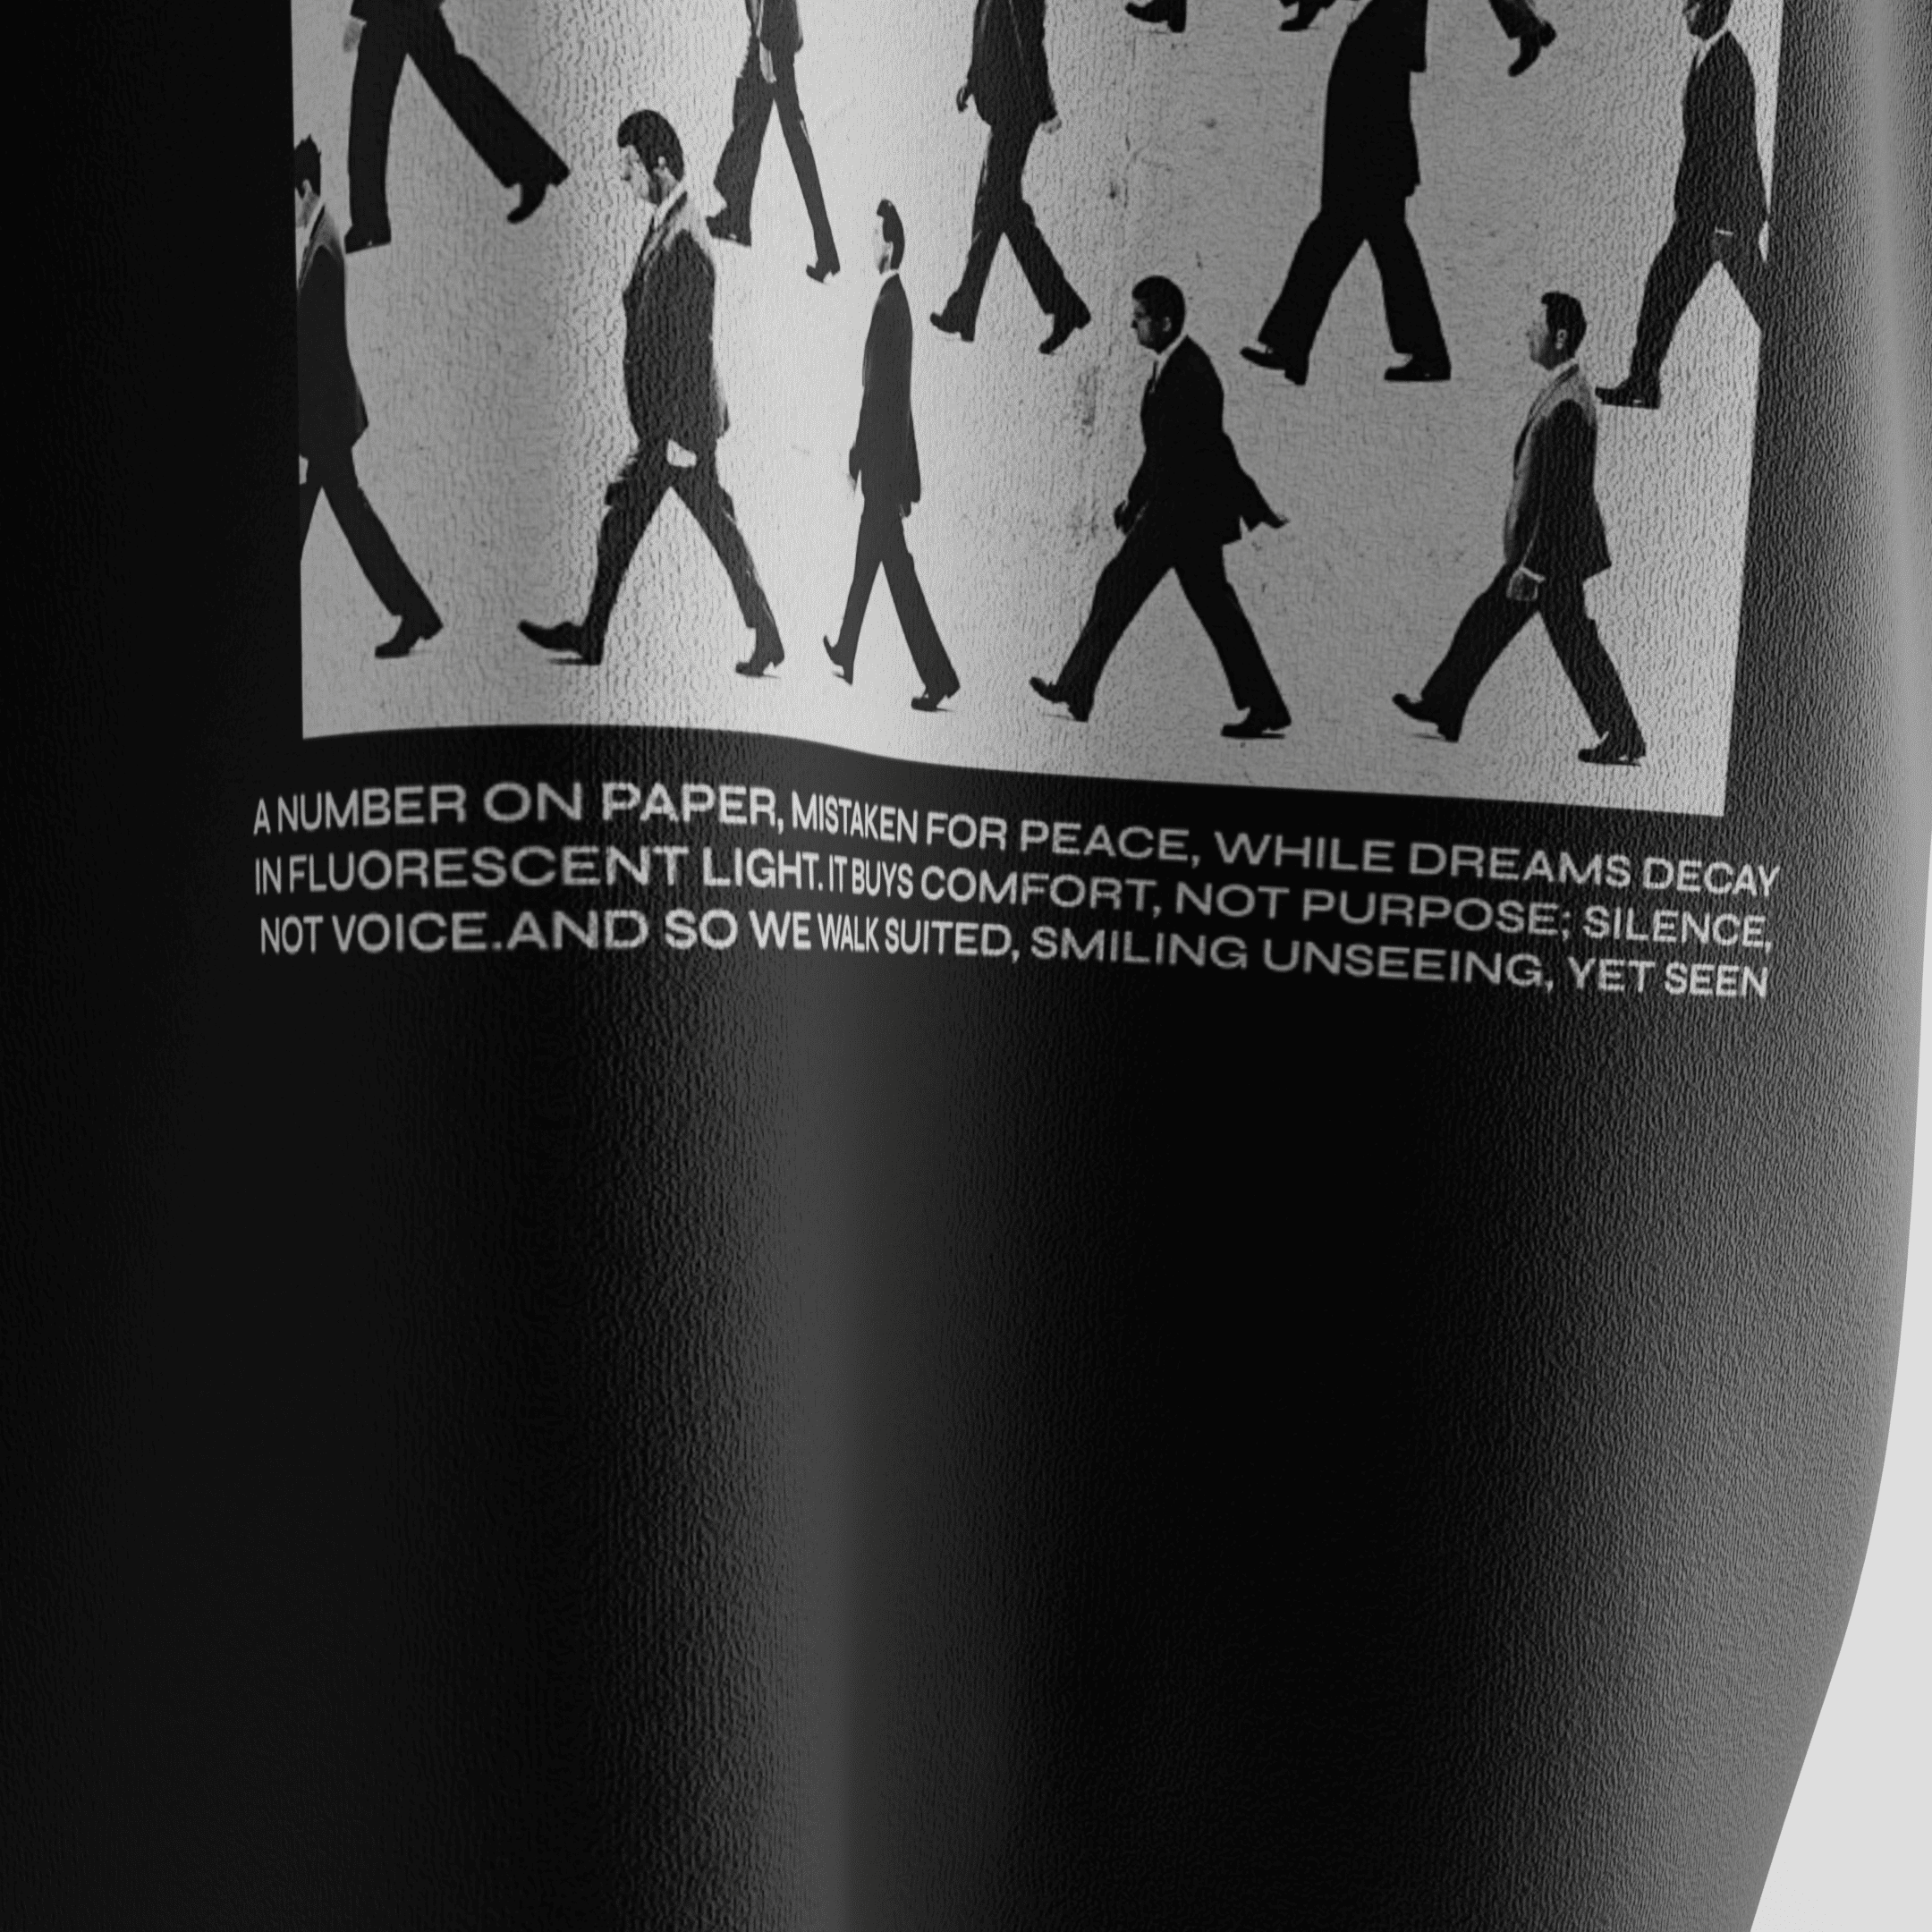 A NUMBER ON PAPER, MISTAKEN FOR PEACE, WHILE DREAMS DECAY
IN FLUORESCENT LIGHT. IT BUYS COMFORT, NOT PURPOSE; SILENCE,
NOT VOICE.AND SO WE WALK SUITED, SMILING UNSEEING, YET SEEN